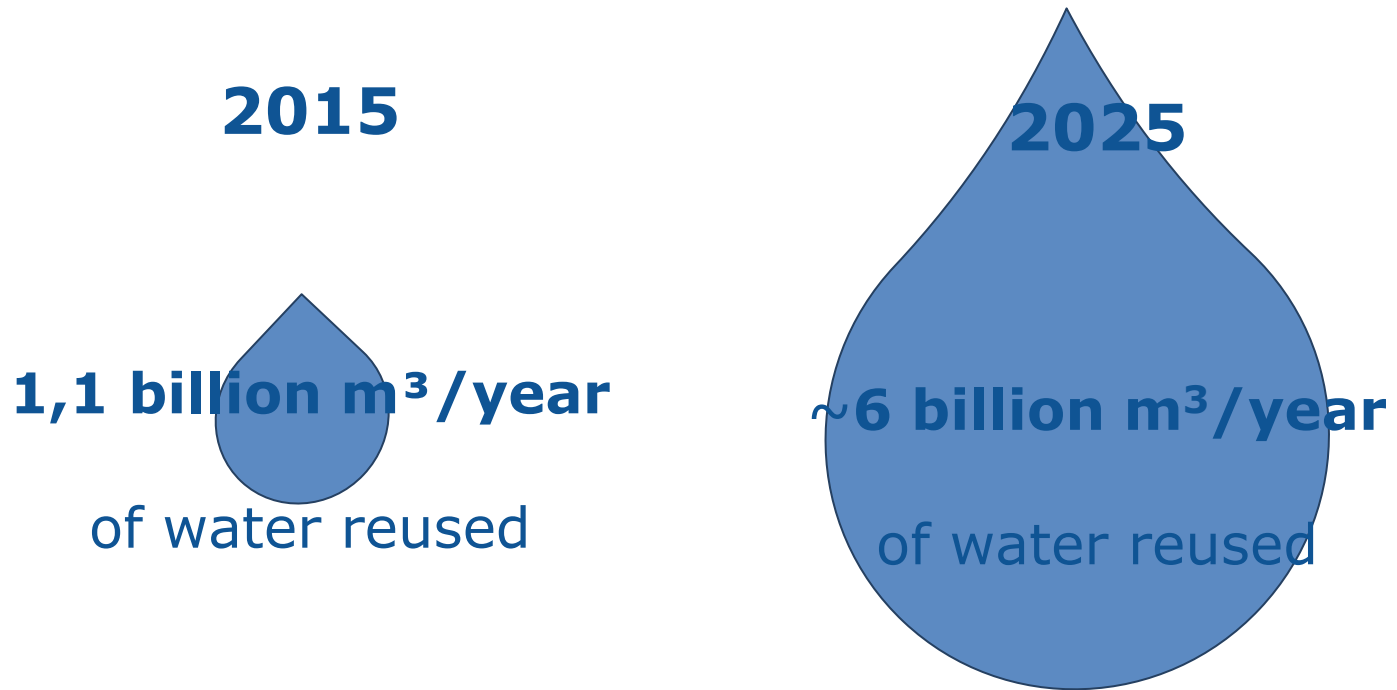 2015
1,1 billion m³/year
of water reused
2025
~6 billion m³/year
of water reused